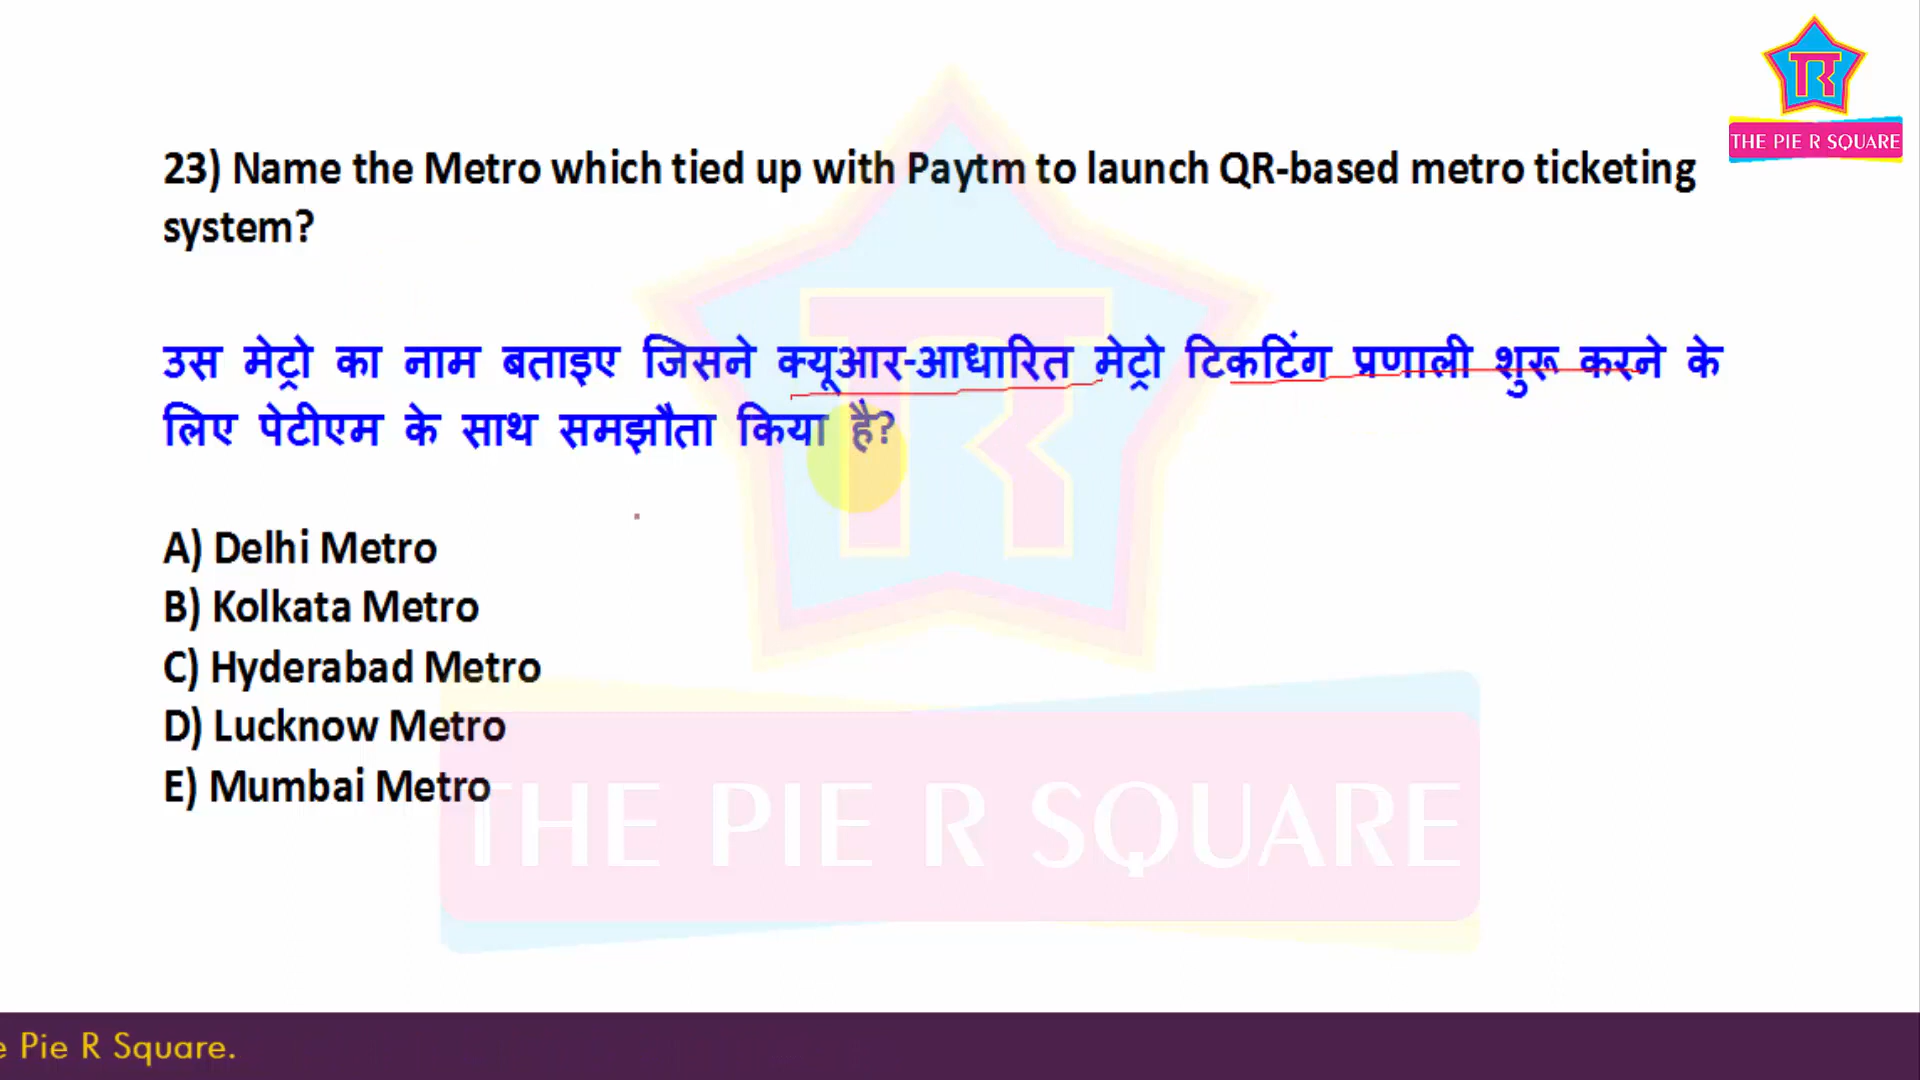 THE PIE R SQUARE
23) Name the Metro which tied up with Paytm to launch QR-based metro ticketing
system?
उस मेट्रो का नाम बताइए जिसने क्यूआर-आधारित मेट्रो टिकटिंग प्रणाली शुरू करने के
लिए पेटीएम के साथ समझौता किया है?
A) Delhi Metro
B) Kolkata Metro
C) Hyderabad Metro
D) Lucknow Metro
E) Mumbai Metro
THE PIE R SQUARE
e Pie R Square.